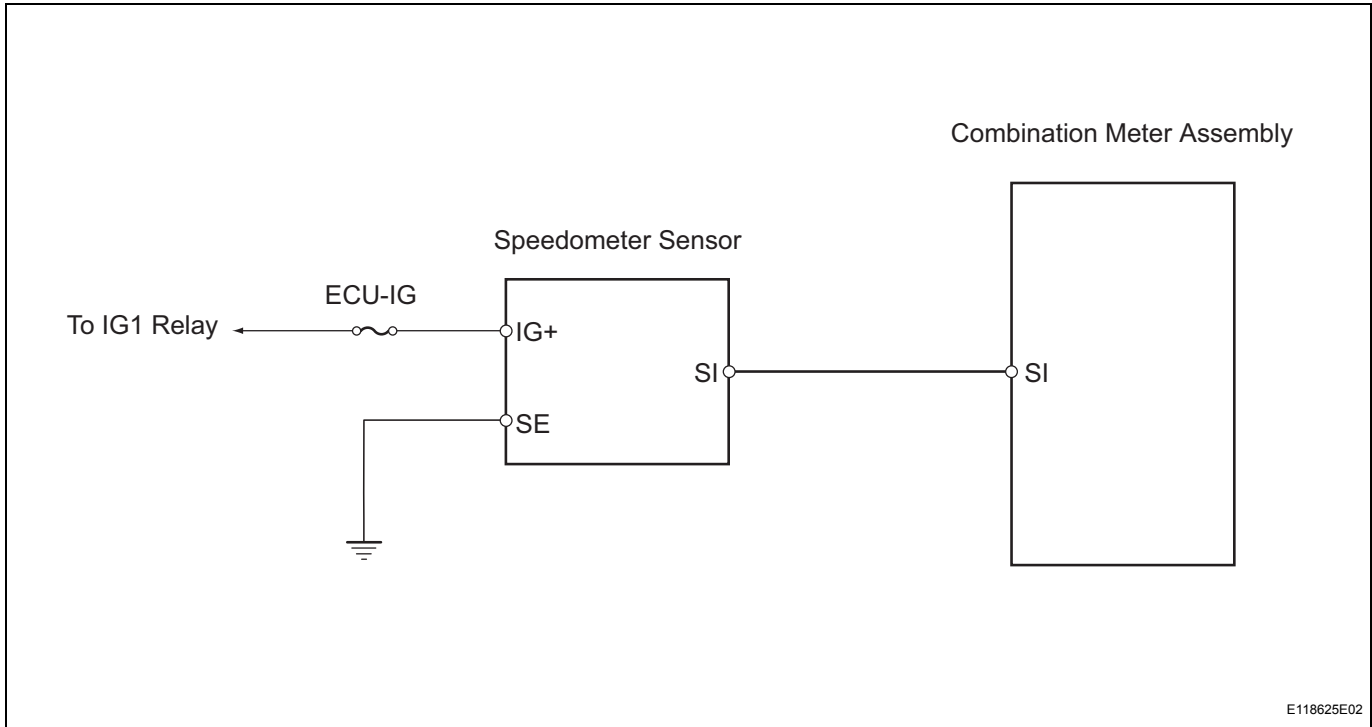 Combination Meter Assembly
Speedometer Sensor
ECU-IG
To IG1 Relay
IG+
SI
SI
SE
E118625E02